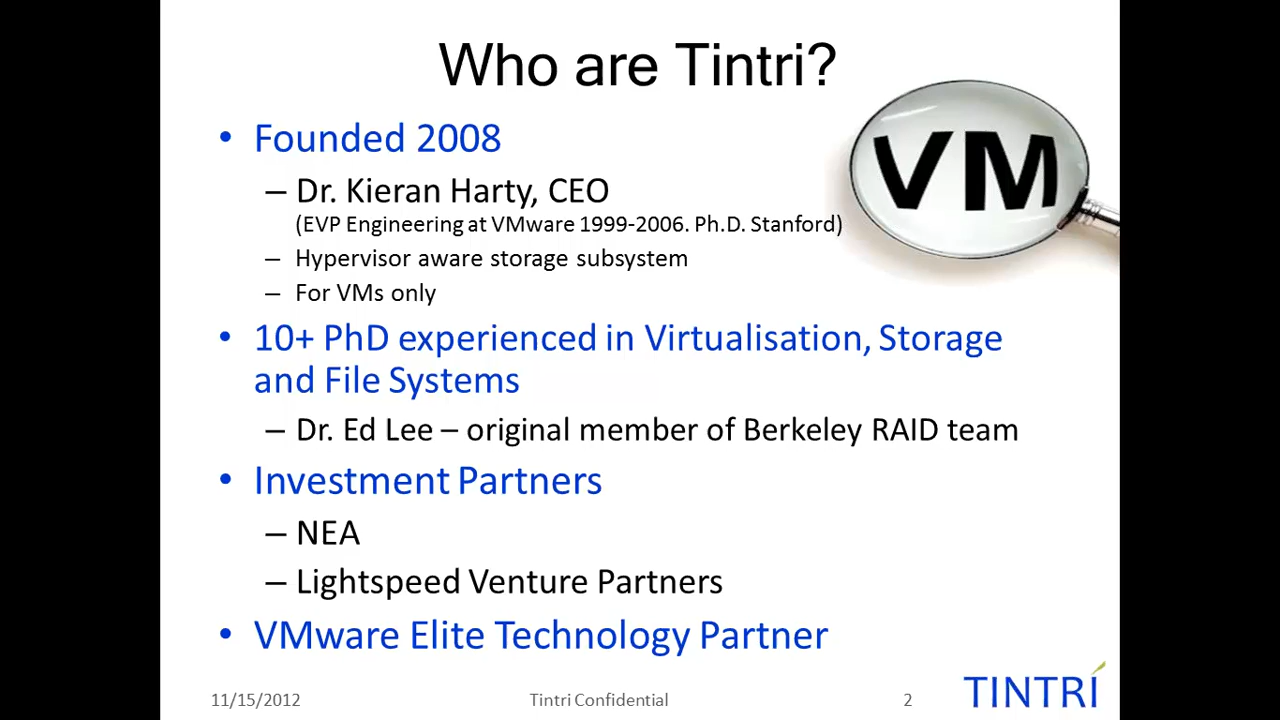 Who are Tintri?
VM
• Founded 2008
– Dr. Kieran Harty, CEO
(EVP Engineering at VMware 1999-2006. Ph.D. Stanford)
– Hypervisor aware storage subsystem
– For VMs only
• 10+ PhD experienced in Virtualisation, Storage
and File Systems
– Dr. Ed Lee – original member of Berkeley RAID team
• Investment Partners
– NEA
– Lightspeed Venture Partners
• VMware Elite Technology Partner
11/15/2012
Tintri Confidential
2
TINTRÍ